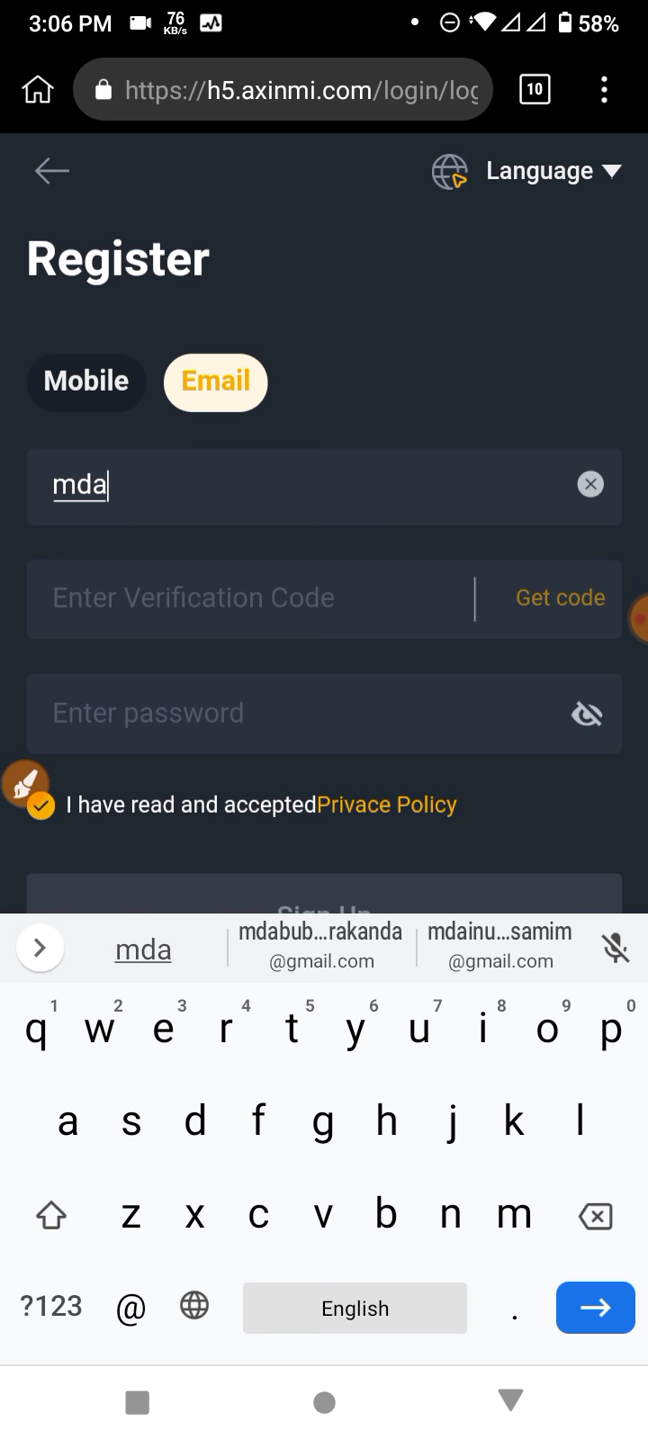 3:06 PM 76 KB/s 58%
https://h5.axinmi.com/login/log
10
Language
Register
Mobile Email
mda
Enter Verification Code Get code
Enter password
I have read and acceptedPrivace Policy
Sign Up
mda mdabub...rakanda mdainu...samim
@gmail.com @gmail.com
1 2 3 4 5 6 7 8 9 0
q w e r t y u i o p
a s d f g h j k l
z x c v b n m
?123 @ English .